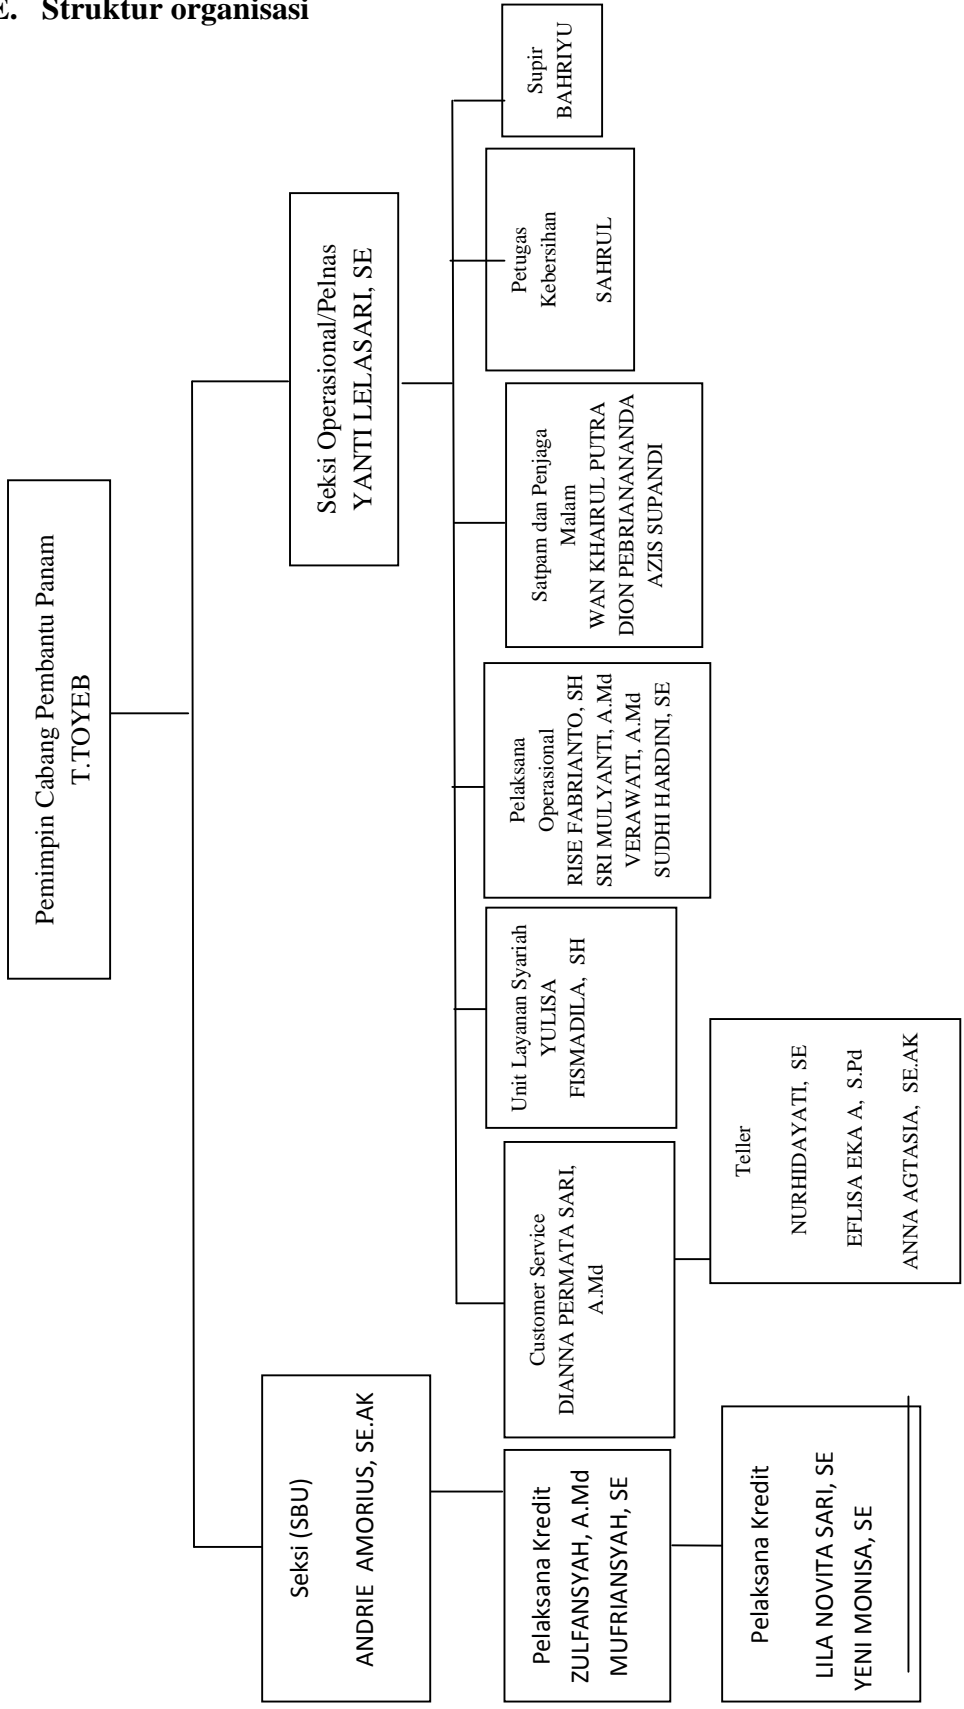 E. Struktur organisasi
Pemimpin Cabang Pembantu Panam
T.TOYEB
Seksi (SBU)
ANDRIE AMORIUS, SE.AK
Seksi Operasional/Pelnas
YANTI LELASARI, SE
Pelaksana Kredit
ZULFANSYAH, A.Md
MUFRIANSYAH, SE
Customer Service
DIANNA PERMATA SARI,
A.Md
Unit Layanan Syariah
YULISA
FISMADILA, SH
Pelaksana
Operasional
RISE FABRIANTO, SH
SRI MULYANTI, A.Md
VERAWATI, A.Md
SUDHI HARDINI, SE
Satpam dan Penjaga
Malam
WAN KHAIRUL PUTRA
DION PEBRIANANANDA
AZIS SUPANDI
Petugas
Kebersihan
SAHRUL
Supir
BAHRIYU
Pelaksana Kredit
LILA NOVITA SARI, SE
YENI MONISA, SE
Teller
NURHIDAYATI, SE
EFLISA EKA A, S.Pd
ANNA AGTASIA, SE.AK